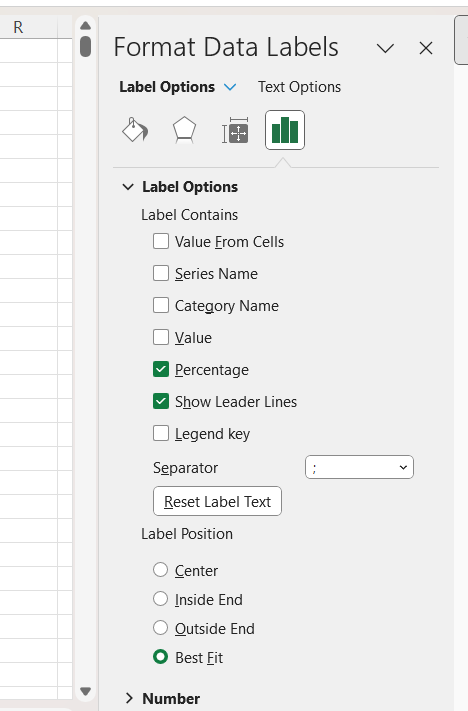 R
Format Data Labels
Label Options Text Options
Label Options
Label Contains
Value From Cells
Series Name
Category Name
Value
Percentage
Show Leader Lines
Legend key
Separator ;
Reset Label Text
Label Position
Center
Inside End
Outside End
Best Fit
Number